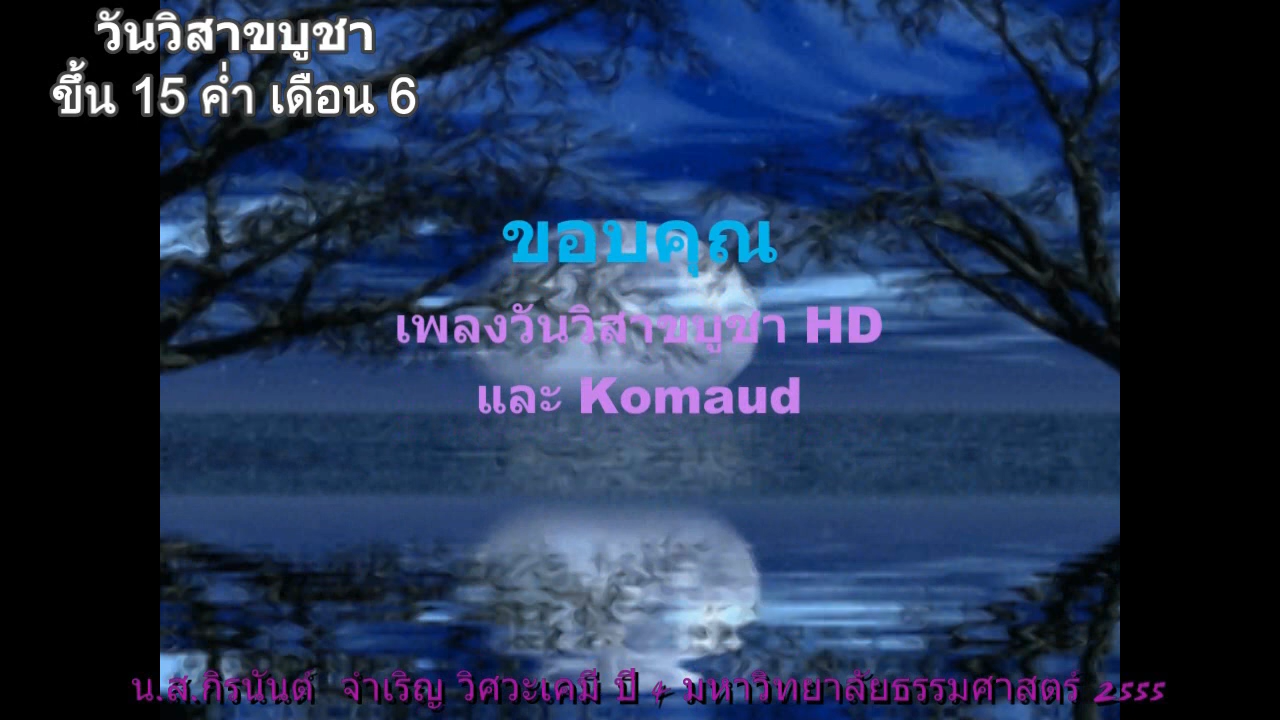 วันวิสาขบูชา
ขึ้น 15 ค่ำ เดือน 6
ขอบคุณ
เพลงวันวิสาขบูชา HD
และ Komaud
น.ส.กิรนันต์ จำเริญ วิศวะเคมี ปี 4 มหาวิทยาลัยธรรมศาสตร์ 2555